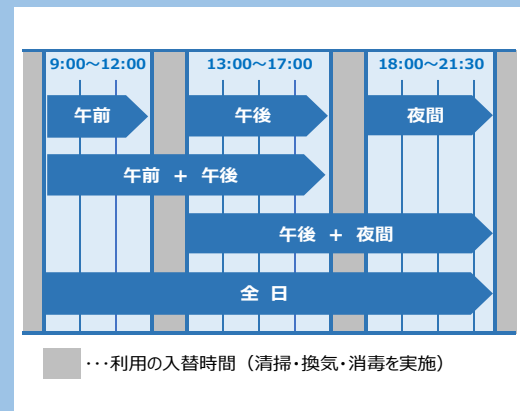 9:00～12:00 13:00～17:00 18:00～21:30
午前 午後 夜間
午前 + 午後
午後 + 夜間
全 日
･･･利用の入替時間（清掃・換気・消毒を実施）